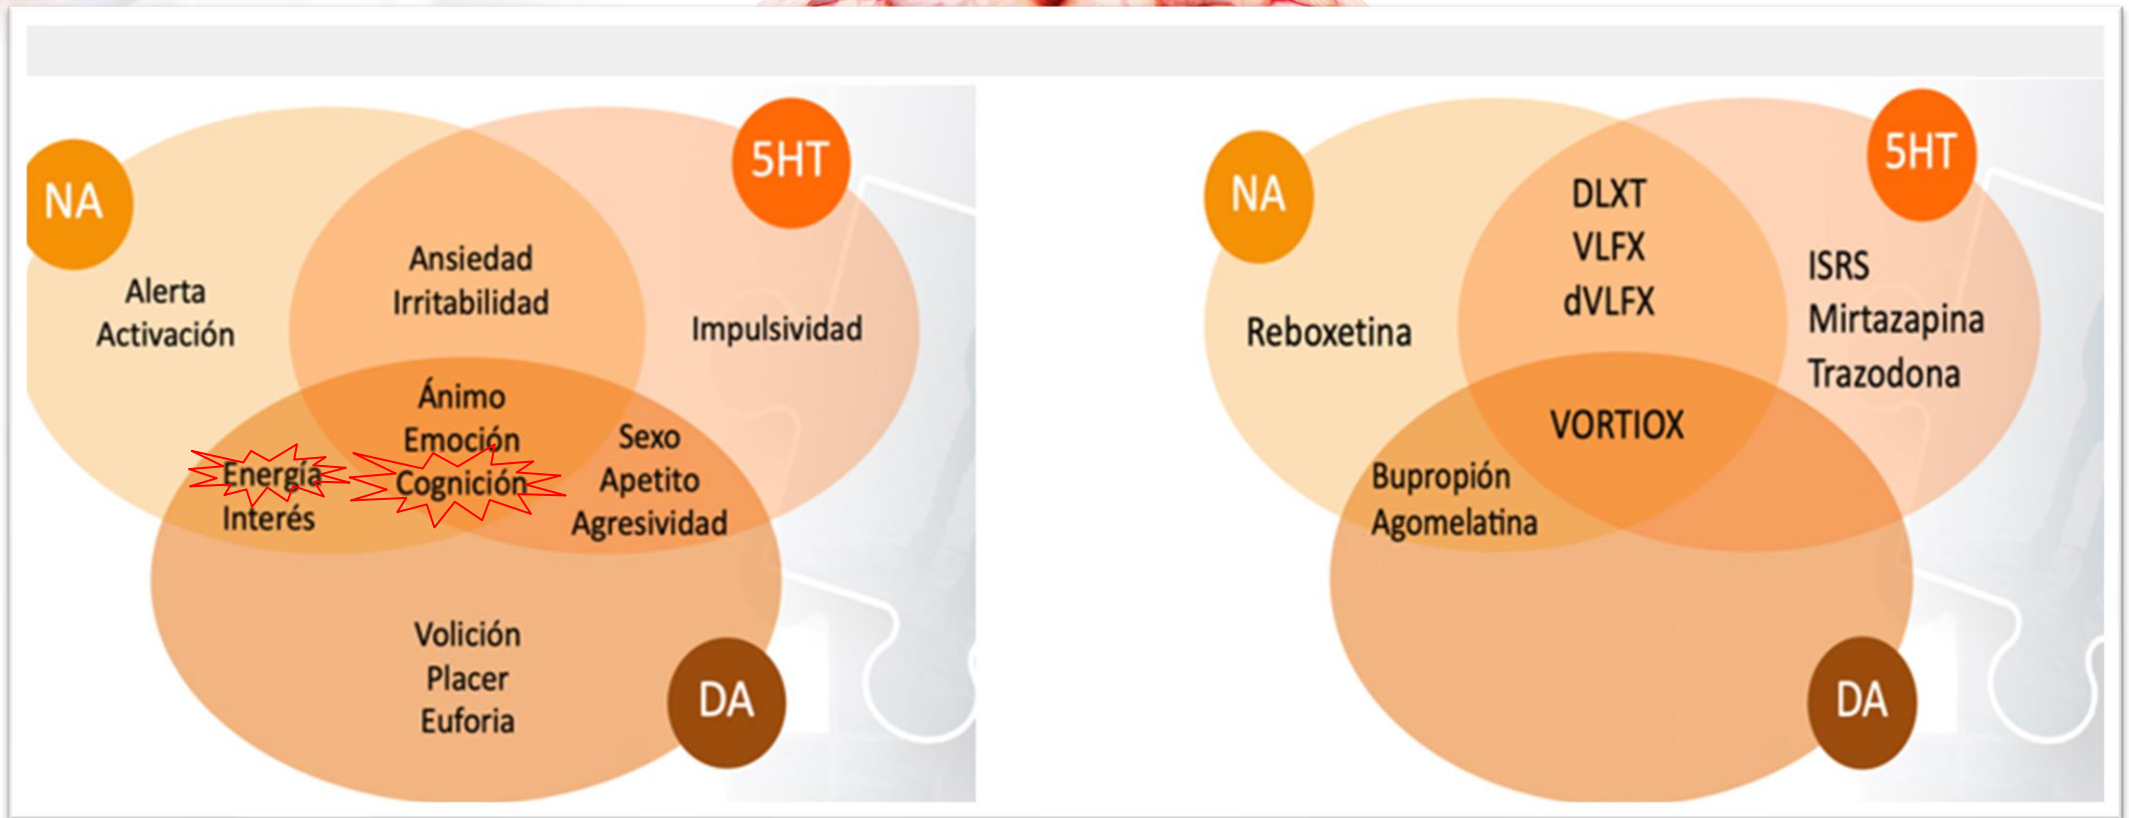 NA
5HT
Alerta
Activación
Ansiedad
Irritabilidad
Impulsividad
Ánimo
Emoción
Cognición
Energía
Interés
Sexo
Apetito
Agresividad
Volición
Placer
Euforia
DA
NA
5HT
Reboxetina
DLXT
VLFX
dVLFX
ISRS
Mirtazapina
Trazodona
VORTIOX
Bupropión
Agomelatina
DA